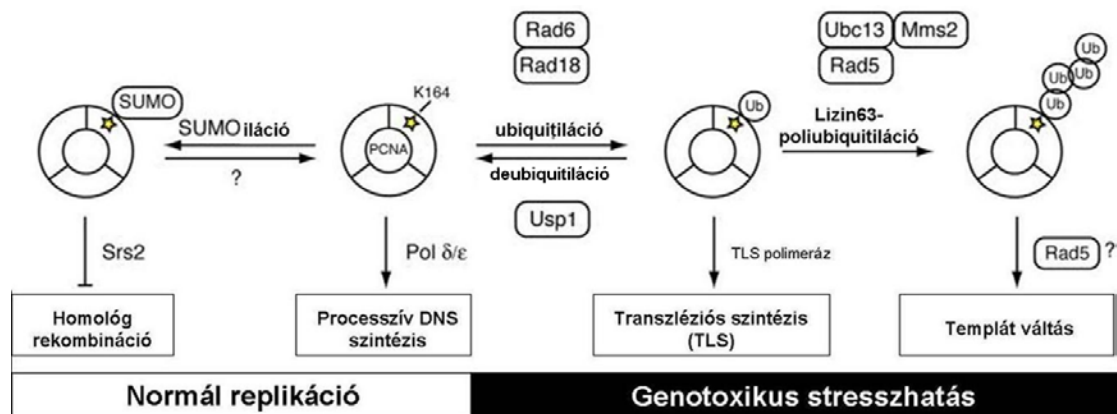 Rad6
Rad18
Ubc13
Mms2
Rad5
Ub
Ub
Ub
Ub
Ub
SUMO
K164
Lizin63-
poliubiquitiláció
SUMOiláció
?
PCNA
ubiquitiláció
deubiquitiláció
Usp1
Srs2
Pol δ/ε
TLS polimeráz
Rad5
?
Homológ
rekombináció
Processzív DNS
szintézis
Transzléziós szintézis
(TLS)
Templát váltás
Normál replikáció
Genotoxikus stresszhatás